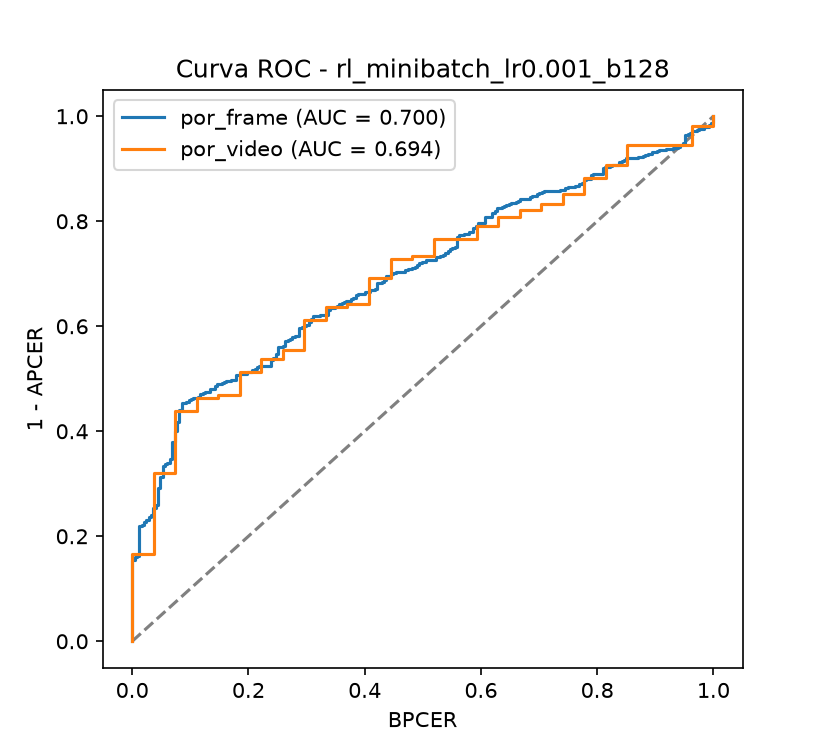 Curva ROC - rl_minibatch_lr0.001_b128
por_frame (AUC = 0.700)
por_video (AUC = 0.694)
1.0
0.8
0.6
0.4
0.2
0.0
1 - APCER
0.0 0.2 0.4 0.6 0.8 1.0
BPCER